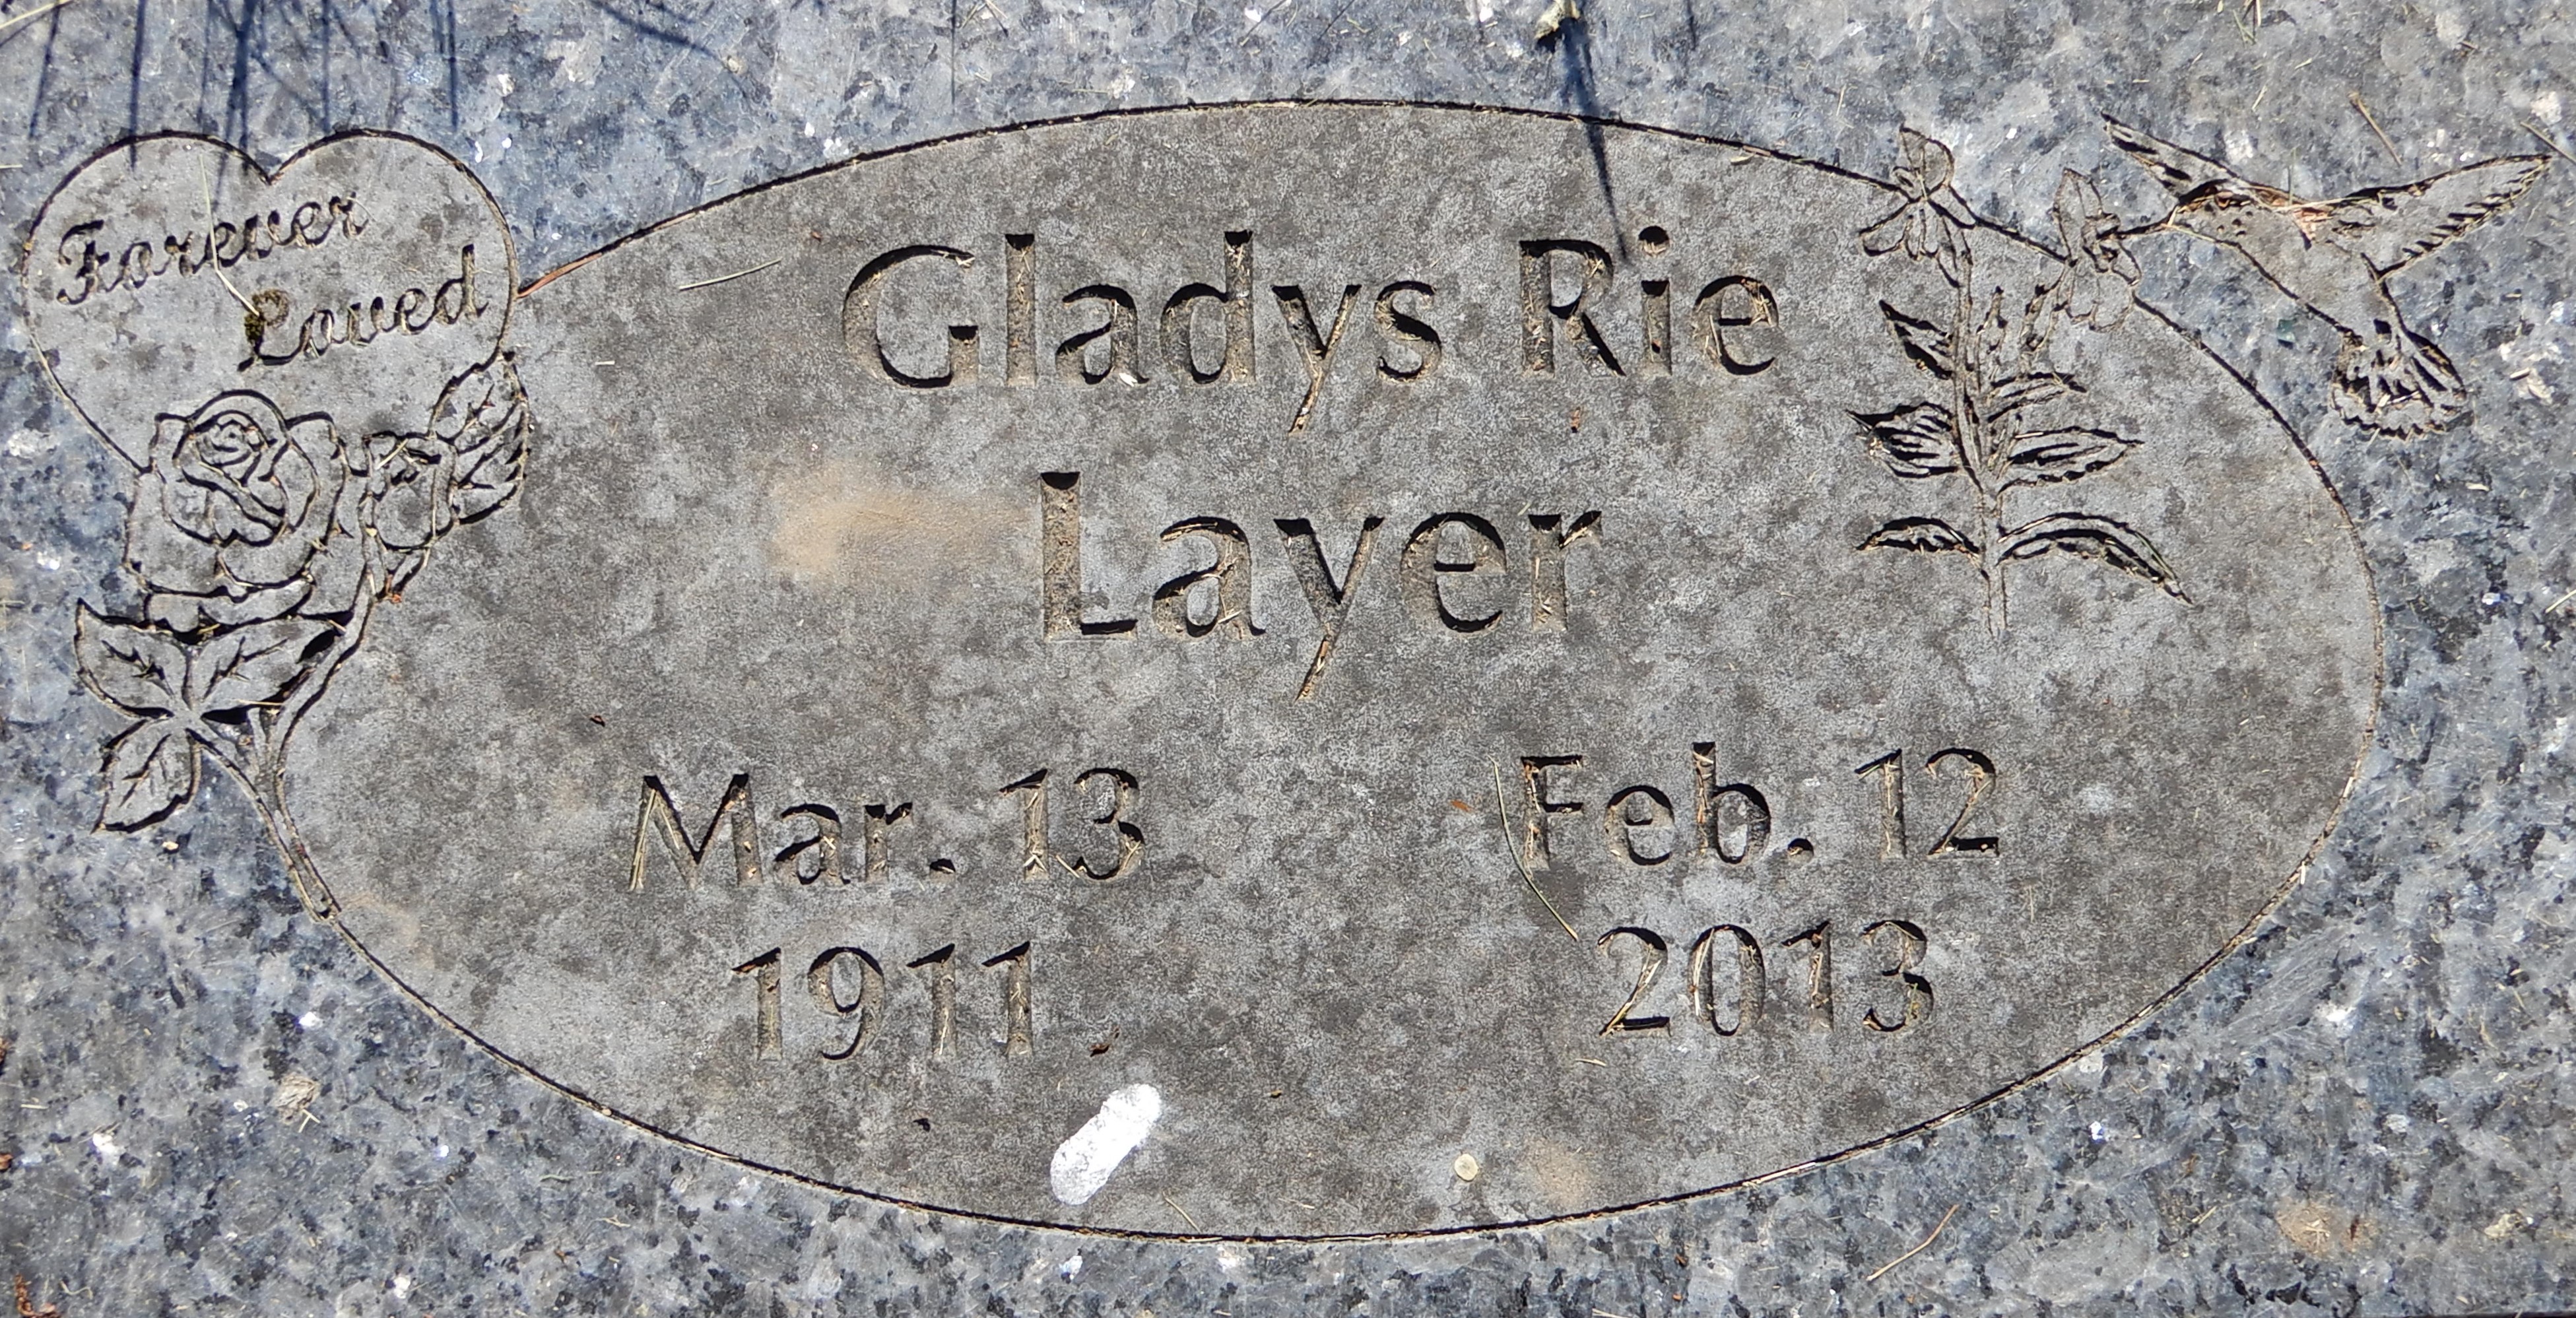 Forever
Loved
Gladys Rie
Layer
Mar. 13
1911
Feb. 12
2013